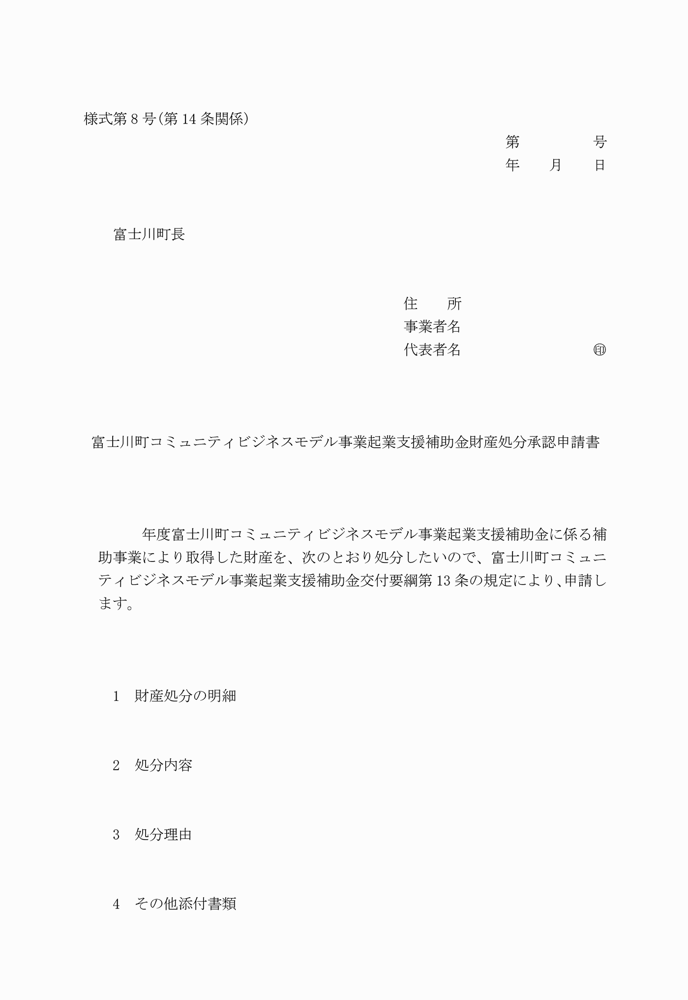 様式第8号(第14条関係)
第　　　　　号
年　　月　　日
富士川町長
住　　所
事業者名
代表者名　　　　　　　　　㊞
富士川町コミュニティビジネスモデル事業起業支援補助金財産処分承認申請書
年度富士川町コミュニティビジネスモデル事業起業支援補助金に係る補
助事業により取得した財産を、次のとおり処分したいので、富士川町コミュニ
ティビジネスモデル事業起業支援補助金交付要綱第13条の規定により、申請し
ます。
1　財産処分の明細
2　処分内容
3　処分理由
4　その他添付書類